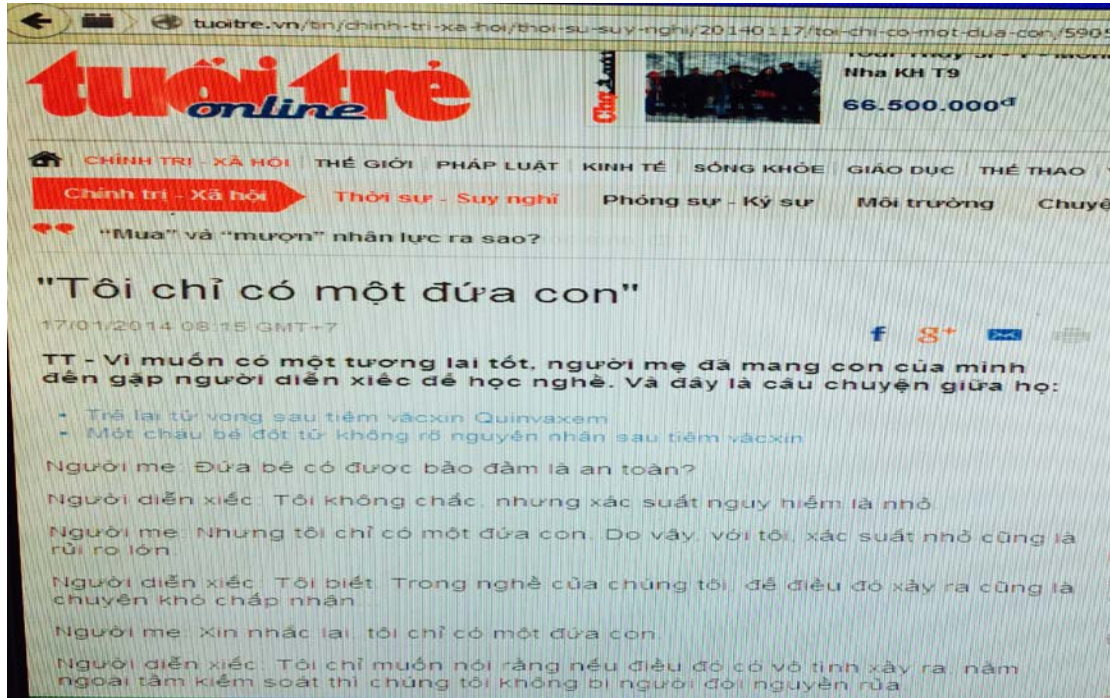 tuoitre.vn/tin/chinh-tri-xa-hoi/thoi-su-suy-nghi/20140117/toi-chi-co-mot-dua-con/5905
tuổi trẻ
online
Nha KH T9
66.500.000đ
CHÍNH TRỊ - XÃ HỘI THẾ GIỚI PHÁP LUẬT KINH TẾ SỐNG KHỎE GIÁO DỤC THỂ THAO
Chính trị - Xã hội Thời sự - Suy nghĩ Phóng sự - Ký sự Môi trường Chuyê
“Mua” và “mượn” nhân lực ra sao?
"Tôi chỉ có một đứa con"
17/01/2014 08:15 GMT+7
f g+
TT - Vì muốn có một tương lai tốt, người mẹ đã mang con của mình
đến gặp người diễn xiếc để học nghề. Và đây là câu chuyện giữa họ:
Trẻ lại tử vong sau tiêm văcxin Quinvaxem
Một cháu bé đột tử không rõ nguyên nhân sau tiêm văcxin
Người mẹ: Đứa bé có được bảo đảm là an toàn?
Người diễn xiếc: Tôi không chắc, nhưng xác suất nguy hiểm là nhỏ.
Người mẹ: Nhưng tôi chỉ có một đứa con. Do vậy, với tôi, xác suất nhỏ cũng là
rủi ro lớn.
Người diễn xiếc: Tôi biết. Trong nghề của chúng tôi, để điều đó xảy ra cũng là
chuyện khó chấp nhận...
Người mẹ: Xin nhắc lại, tôi chỉ có một đứa con.
Người diễn xiếc: Tôi chỉ muốn nói rằng nếu điều đó có vô tình xảy ra, nằm
ngoài tầm kiểm soát thì chúng tôi không bị người đời nguyền rủa.